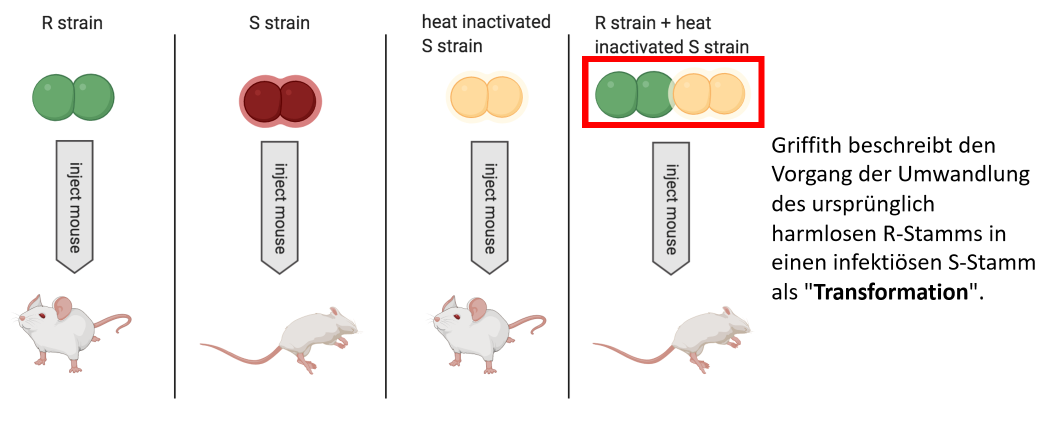 R strain
S strain
heat inactivated
S strain
R strain + heat
inactivated S strain
inject mouse
inject mouse
inject mouse
inject mouse
Griffith beschreibt den
Vorgang der Umwandlung
des ursprünglich
harmlosen R-Stamms in
einen infektiösen S-Stamm
als "Transformation".